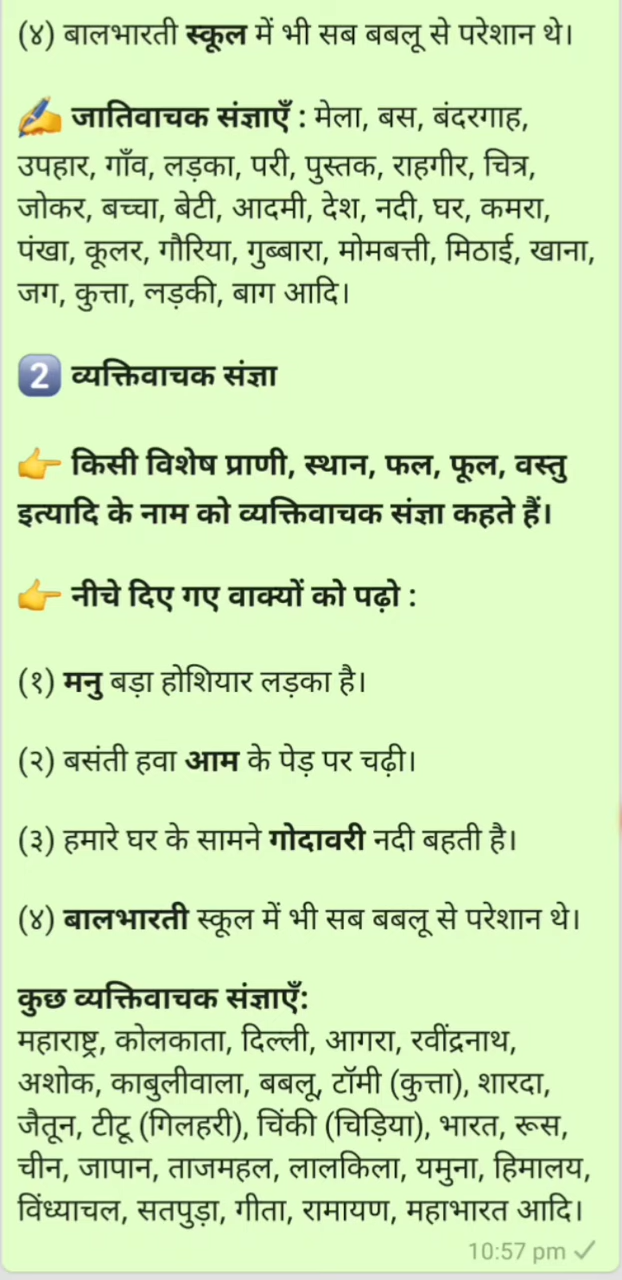 (४) बालभारती स्कूल में भी सब बबलू से परेशान थे।
✍️ जातिवाचक संज्ञाएँ : मेला, बस, बंदरगाह,
उपहार, गाँव, लड़का, परी, पुस्तक, राहगीर, चित्र,
जोकर, बच्चा, बेटी, आदमी, देश, नदी, घर, कमरा,
पंखा, कूलर, गौरिया, गुब्बारा, मोमबत्ती, मिठाई, खाना,
जग, कुत्ता, लड़की, बाग आदि।
2️⃣ व्यक्तिवाचक संज्ञा
👉 किसी विशेष प्राणी, स्थान, फल, फूल, वस्तु
इत्यादि के नाम को व्यक्तिवाचक संज्ञा कहते हैं।
👉 नीचे दिए गए वाक्यों को पढ़ो :
(१) मनु बड़ा होशियार लड़का है।
(२) बसंती हवा आम के पेड़ पर चढ़ी।
(३) हमारे घर के सामने गोदावरी नदी बहती है।
(४) बालभारती स्कूल में भी सब बबलू से परेशान थे।
कुछ व्यक्तिवाचक संज्ञाएँ:
महाराष्ट्र, कोलकाता, दिल्ली, आगरा, रवींद्रनाथ,
अशोक, काबुलीवाला, बबलू, टॉमी (कुत्ता), शारदा,
जैतून, टीटू (गिलहरी), चिंकी (चिड़िया), भारत, रूस,
चीन, जापान, ताजमहल, लालकिला, यमुना, हिमालय,
विंध्याचल, सतपुड़ा, गीता, रामायण, महाभारत आदि।
10:57 pm ✓